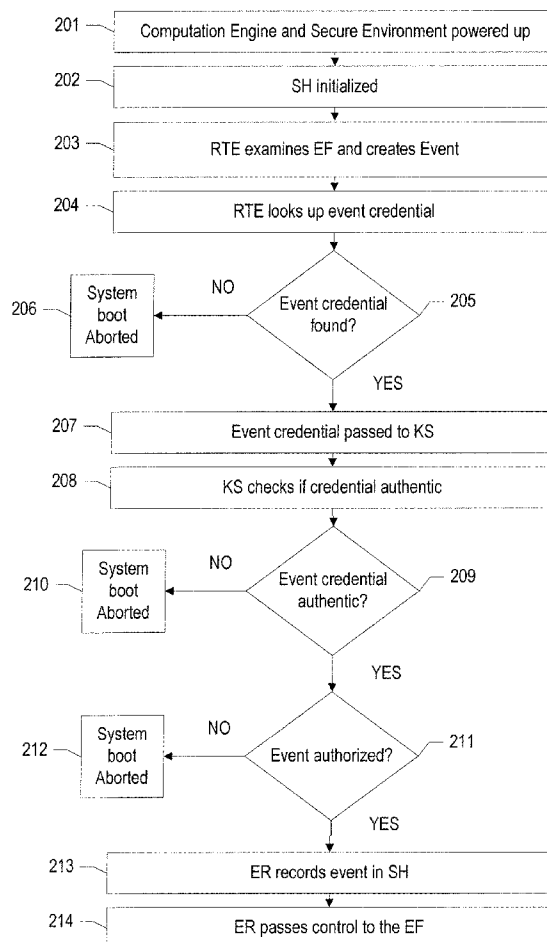 201
Computation Engine and Secure Environment powered up
202
SH initialized
203
RTE examines EF and creates Event
204
RTE looks up event credential
NO
206
System
boot
Aborted
Event credential
found?
205
YES
207
Event credential passed to KS
208
KS checks if credential authentic
NO
210
System
boot
Aborted
Event credential
authentic?
209
YES
NO
212
System
boot
Aborted
Event authorized?
211
YES
213
ER records event in SH
214
ER passes control to the EF